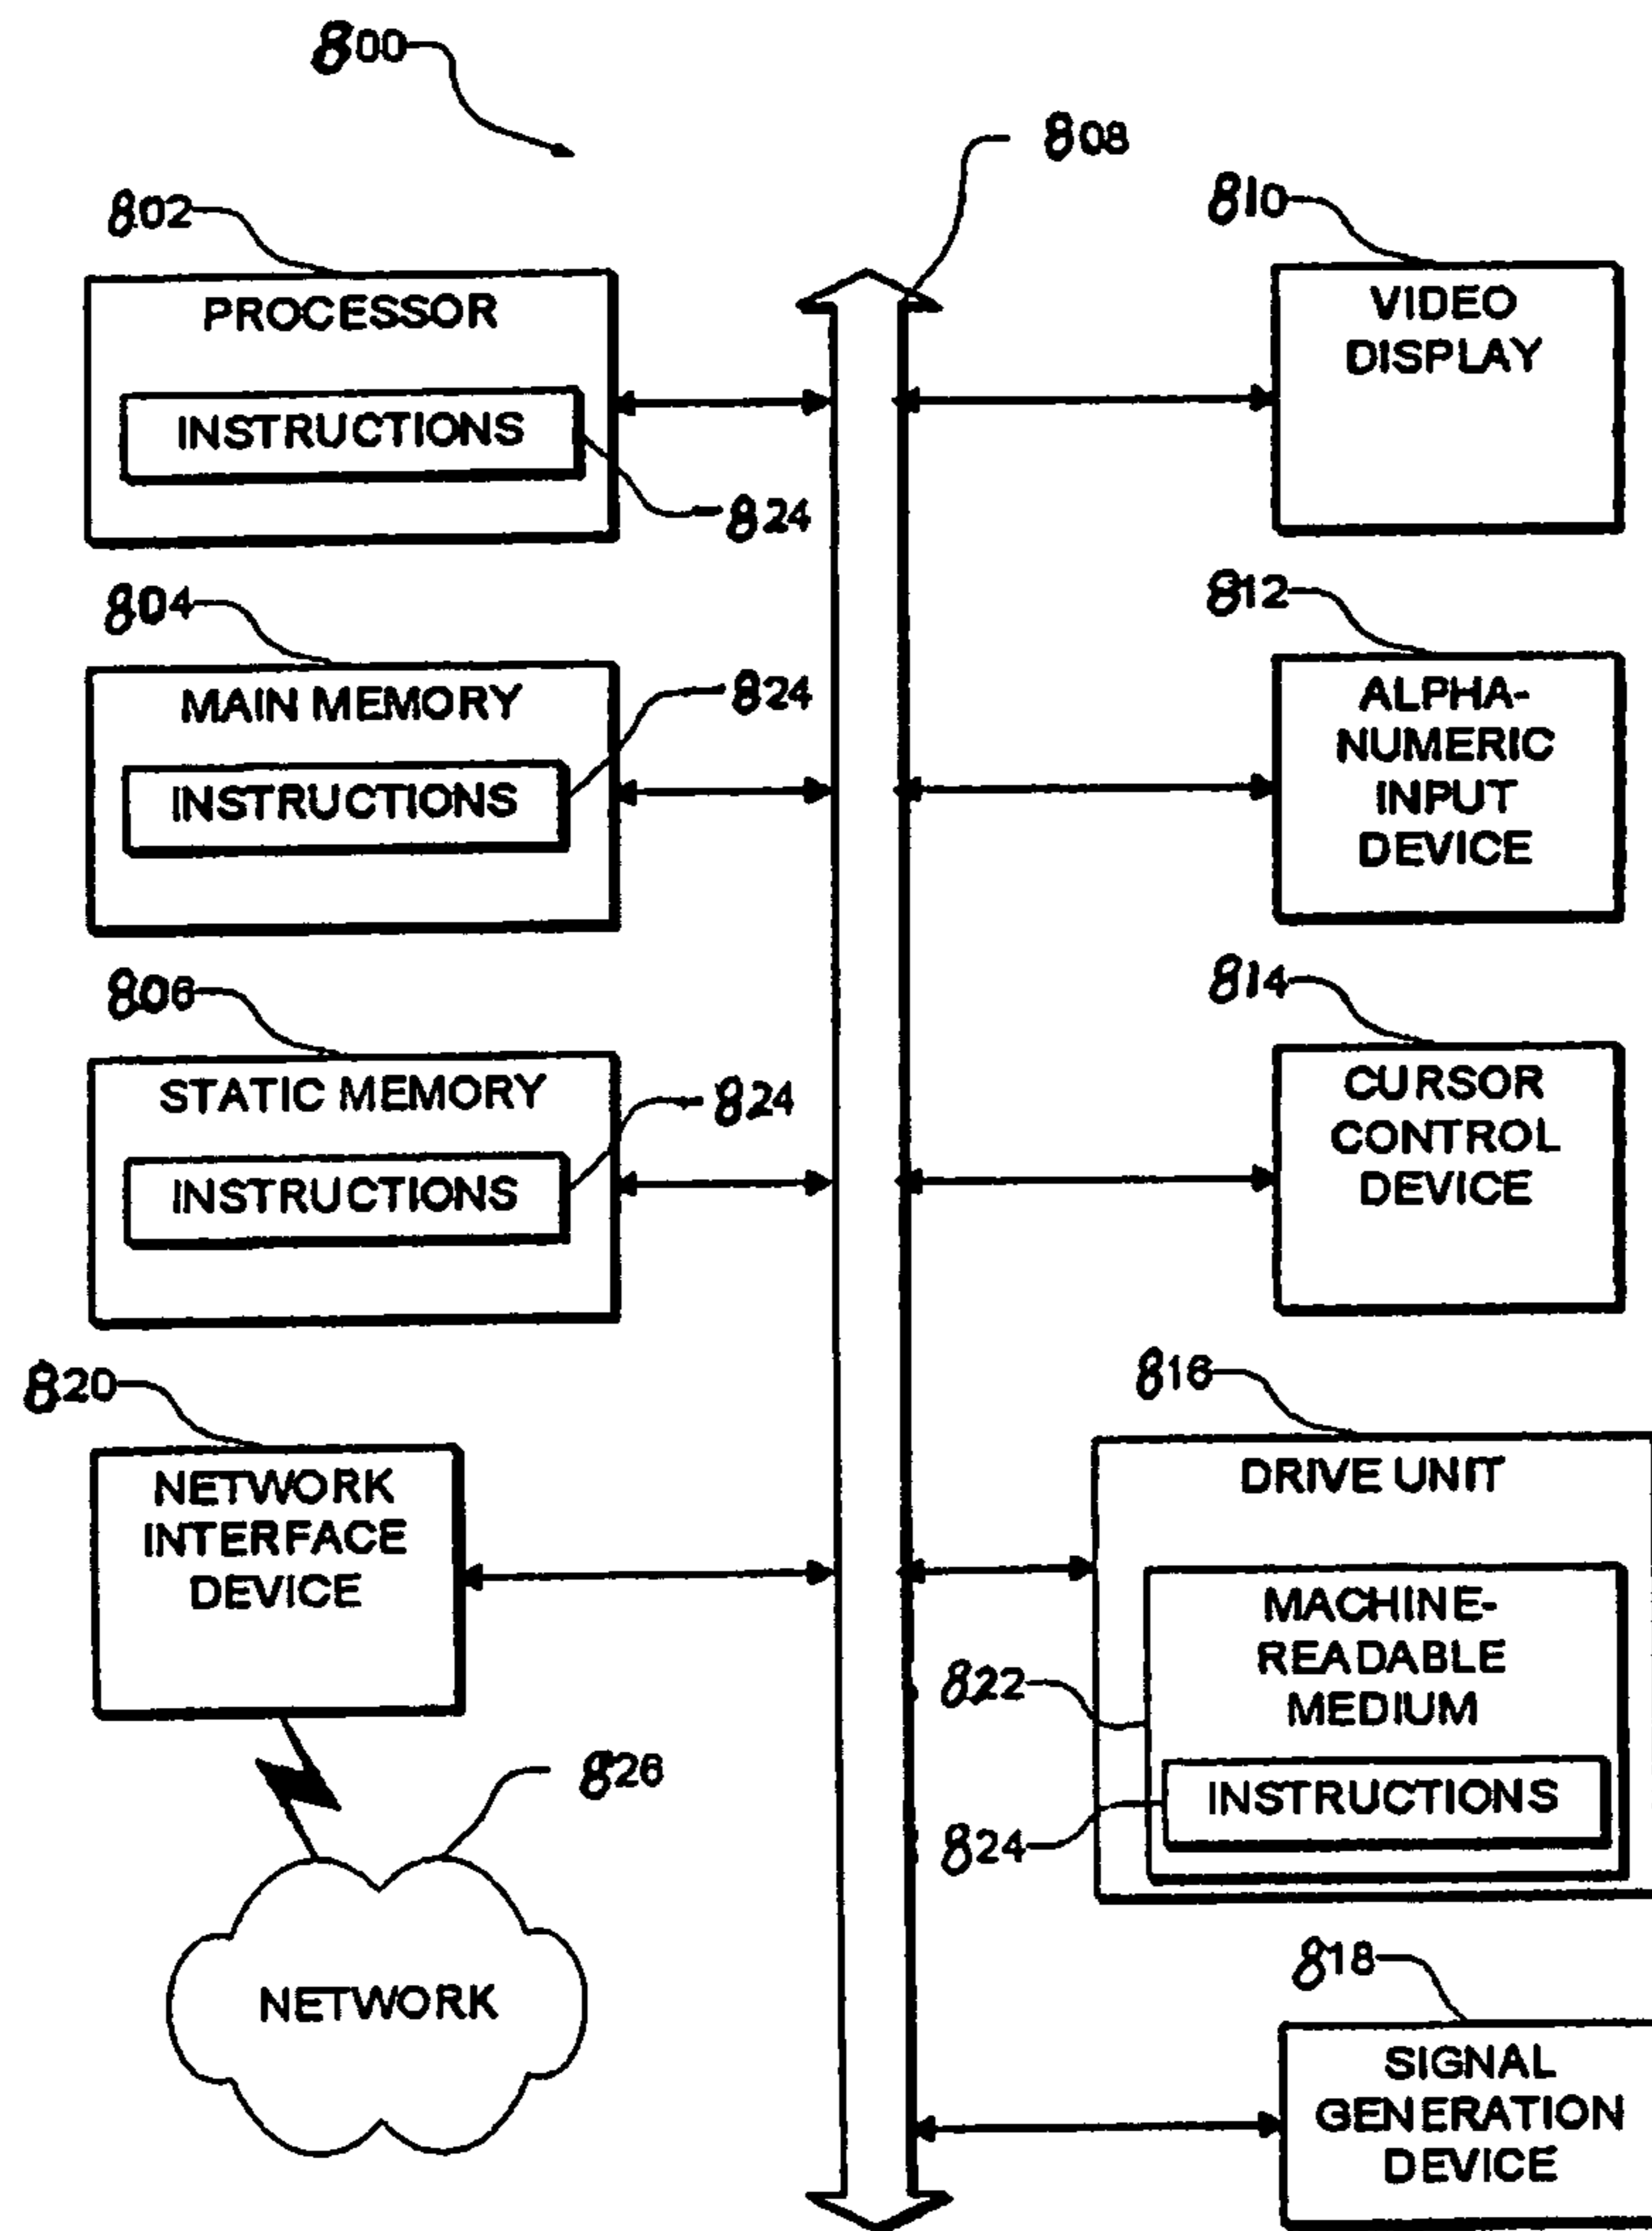 800
808
802
PROCESSOR
INSTRUCTIONS
824
804
MAIN MEMORY
824
INSTRUCTIONS
806
STATIC MEMORY
824
INSTRUCTIONS
820
NETWORK
INTERFACE
DEVICE
826
NETWORK
810
VIDEO
DISPLAY
812
ALPHA-
NUMERIC
INPUT
DEVICE
814
CURSOR
CONTROL
DEVICE
816
DRIVE UNIT
MACHINE-
READABLE
MEDIUM
822
INSTRUCTIONS
824
818
SIGNAL
GENERATION
DEVICE